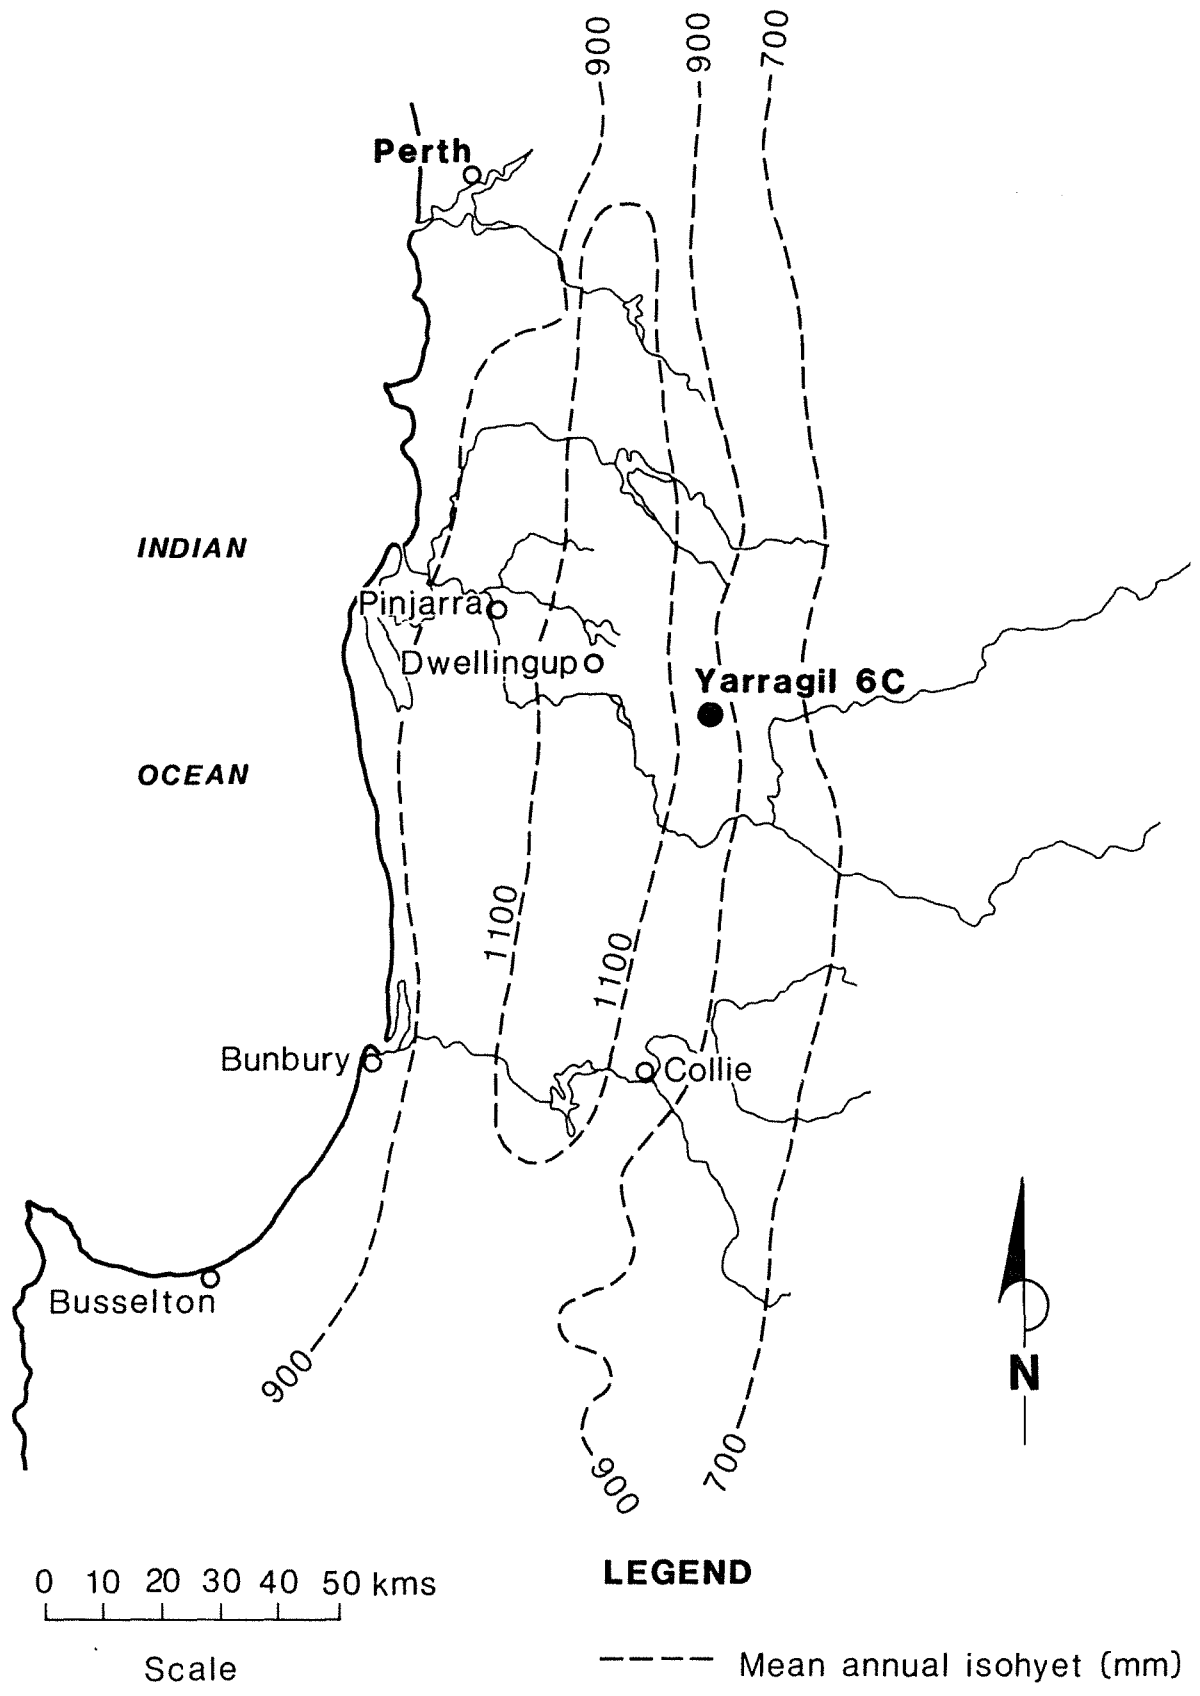 900
900
700
Perth
INDIAN
Pinjarra
Dwellingup
Yarragil 6C
OCEAN
1100
1100
Bunbury
Collie
Busselton
900
900
700
N
0 10 20 30 40 50 kms
Scale
LEGEND
Mean annual isohyet (mm)